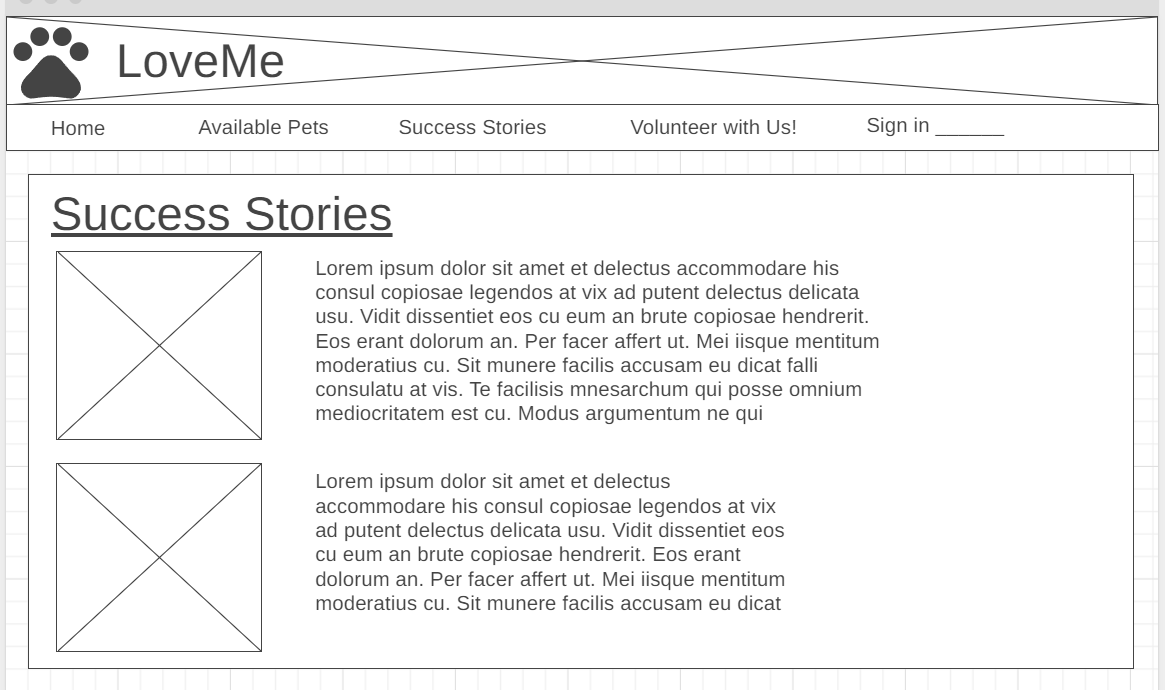 LoveMe
Home Available Pets Success Stories Volunteer with Us! Sign in ______
Success Stories
Lorem ipsum dolor sit amet et delectus accommodare his
consul copiosae legendos at vix ad putent delectus delicata
usu. Vidit dissentiet eos cu eum an brute copiosae hendrerit.
Eos erant dolorum an. Per facer affert ut. Mei iisque mentitum
moderatius cu. Sit munere facilis accusam eu dicat falli
consulatu at vis. Te facilisis mnesarchum qui posse omnium
mediocritatem est cu. Modus argumentum ne qui
Lorem ipsum dolor sit amet et delectus
accommodare his consul copiosae legendos at vix
ad putent delectus delicata usu. Vidit dissentiet eos
cu eum an brute copiosae hendrerit. Eos erant
dolorum an. Per facer affert ut. Mei iisque mentitum
moderatius cu. Sit munere facilis accusam eu dicat